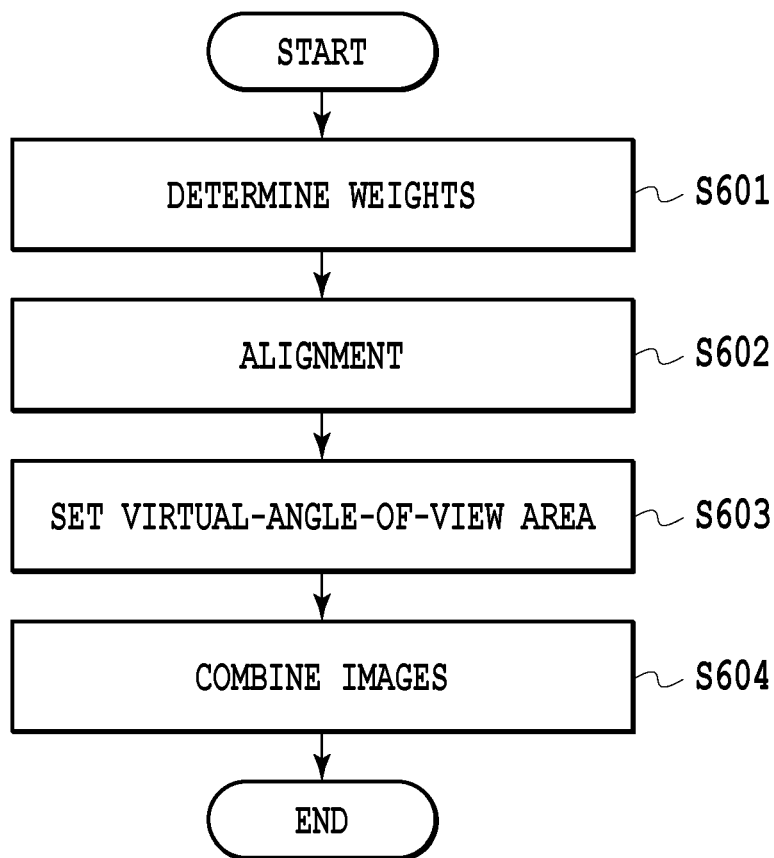 START
DETERMINE WEIGHTS
S601
ALIGNMENT
S602
SET VIRTUAL-ANGLE-OF-VIEW AREA
S603
COMBINE IMAGES
S604
END